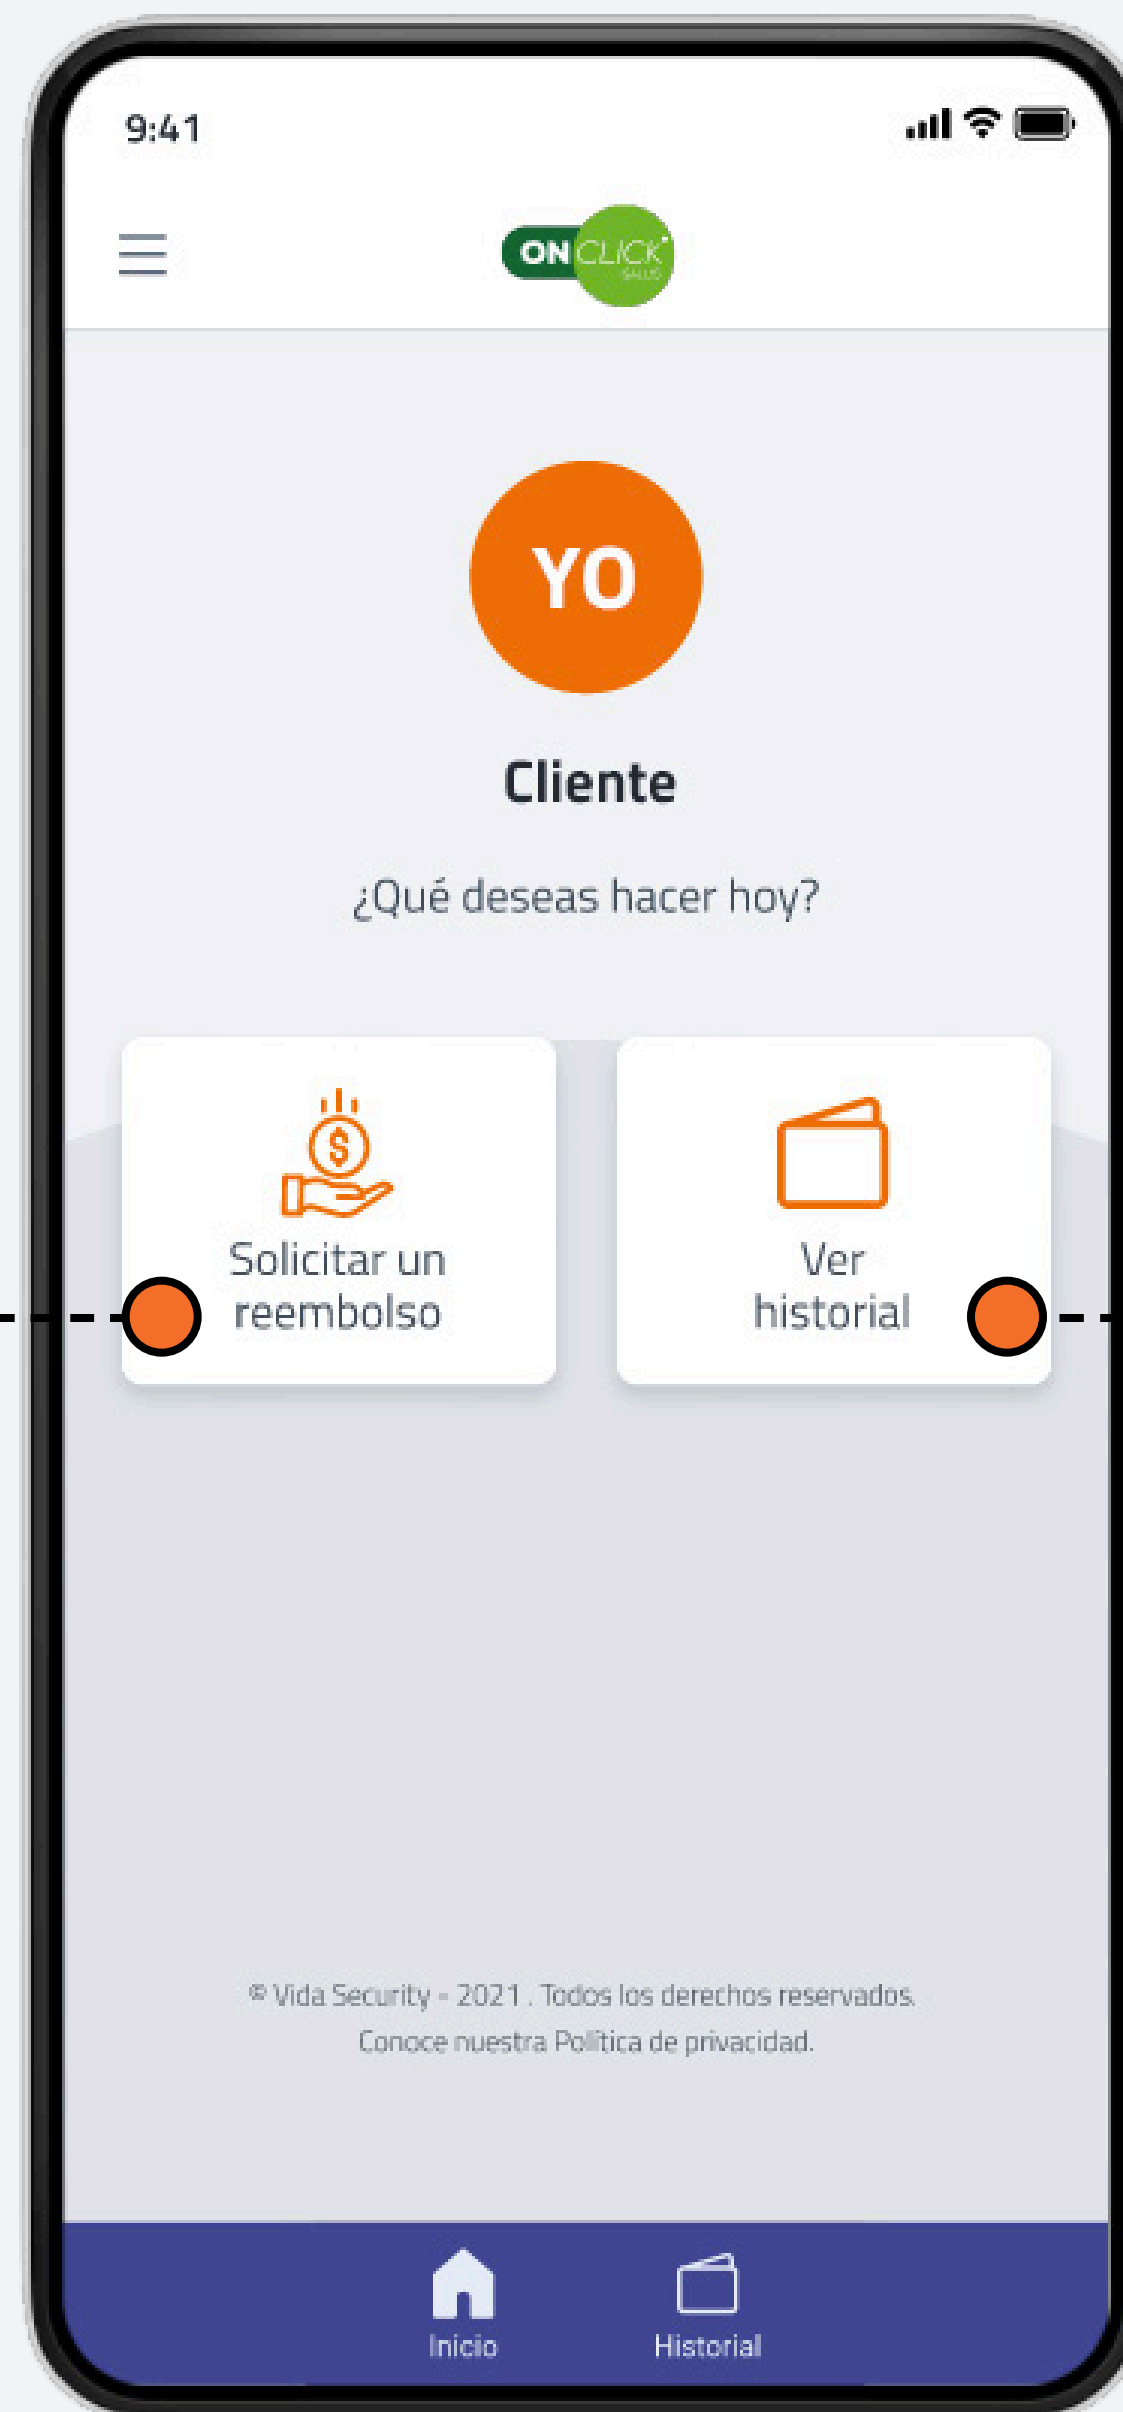 9:41
ON CLICK
SALUD
YO
Cliente
¿Qué deseas hacer hoy?
$
Solicitar un
reembolso
Ver
historial
© Vida Security - 2021. Todos los derechos reservados.
Conoce nuestra Política de privacidad.
Inicio
Historial